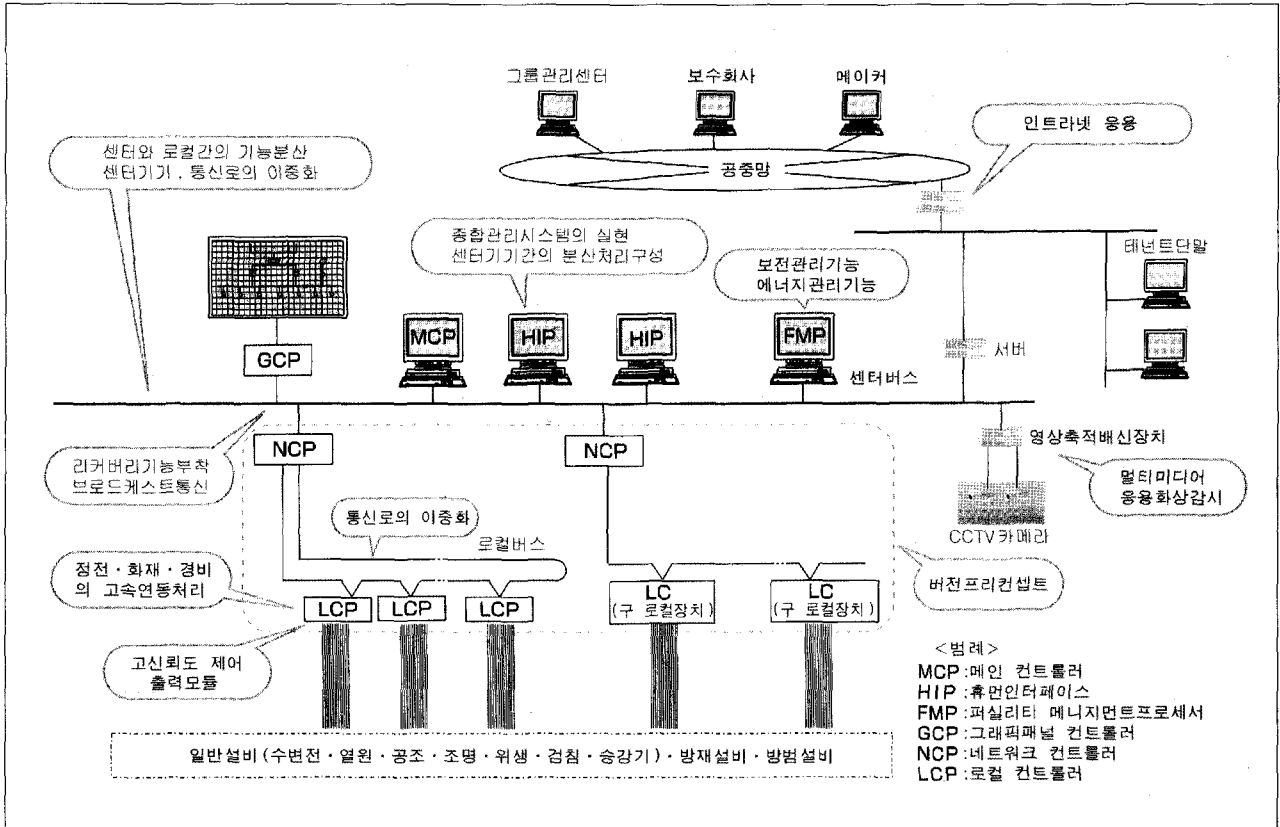 그룹관리센터
보수회사
메이커
인트라넷 응용
공중망
센터와 로컬간의 기능분산
센터기기, 통신로의 이중화
종합관리시스템의 실현
센터기기간의 분산처리구성
보전관리기능
에너지관리기능
테넌트단말
MCP
HIP
HIP
FMP
GCP
서버
센터버스
NCP
NCP
영상축적배신장치
리커버리기능부착
브로드케스트통신
멀티미디어
응용화상감시
통신로의 이중화
로컬버스
CCTV카메라
정전·화재·경비
의 고속연동처리
버전프리컨셉트
LCP
LCP
LCP
LC
(구 로컬장치)
LC
(구 로컬장치)
고신뢰도 제어
출력모듈
<범례>
MCP:메인 컨트롤러
HIP:휴먼인터페이스
FMP:퍼실리티 메니지먼트프로세서
GCP:그래픽패널 컨트롤러
NCP:네트워크 컨트롤러
LCP:로컬 컨트롤러
일반설비(수변전·열원·공조·조명·위생·검침·승강기)·방재설비·방범설비